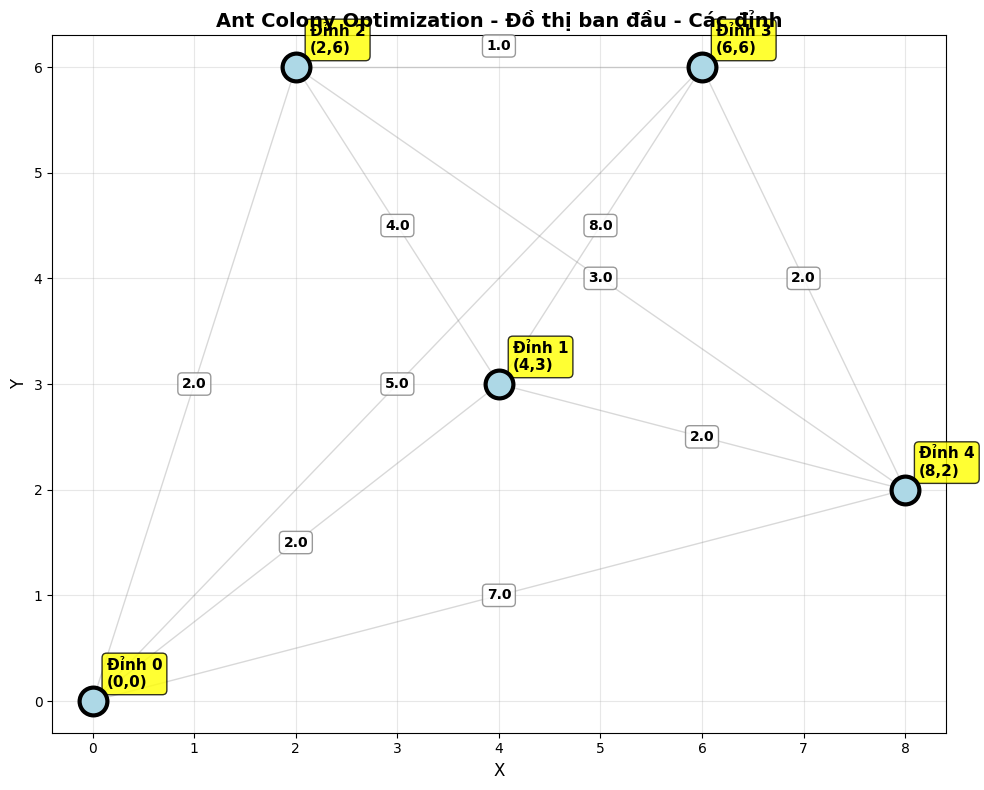 Ant Colony Optimization - Đồ thị ban đầu - Các đỉnh
Đỉnh 2
(2,6)
Đỉnh 3
(6,6)
1.0
6
5
4.0
8.0
4
3.0
2.0
Đỉnh 1
(4,3)
3
2.0
5.0
Y
2.0
Đỉnh 4
(8,2)
2
2.0
7.0
1
Đỉnh 0
(0,0)
0
0 1 2 3 4 5 6 7 8
X